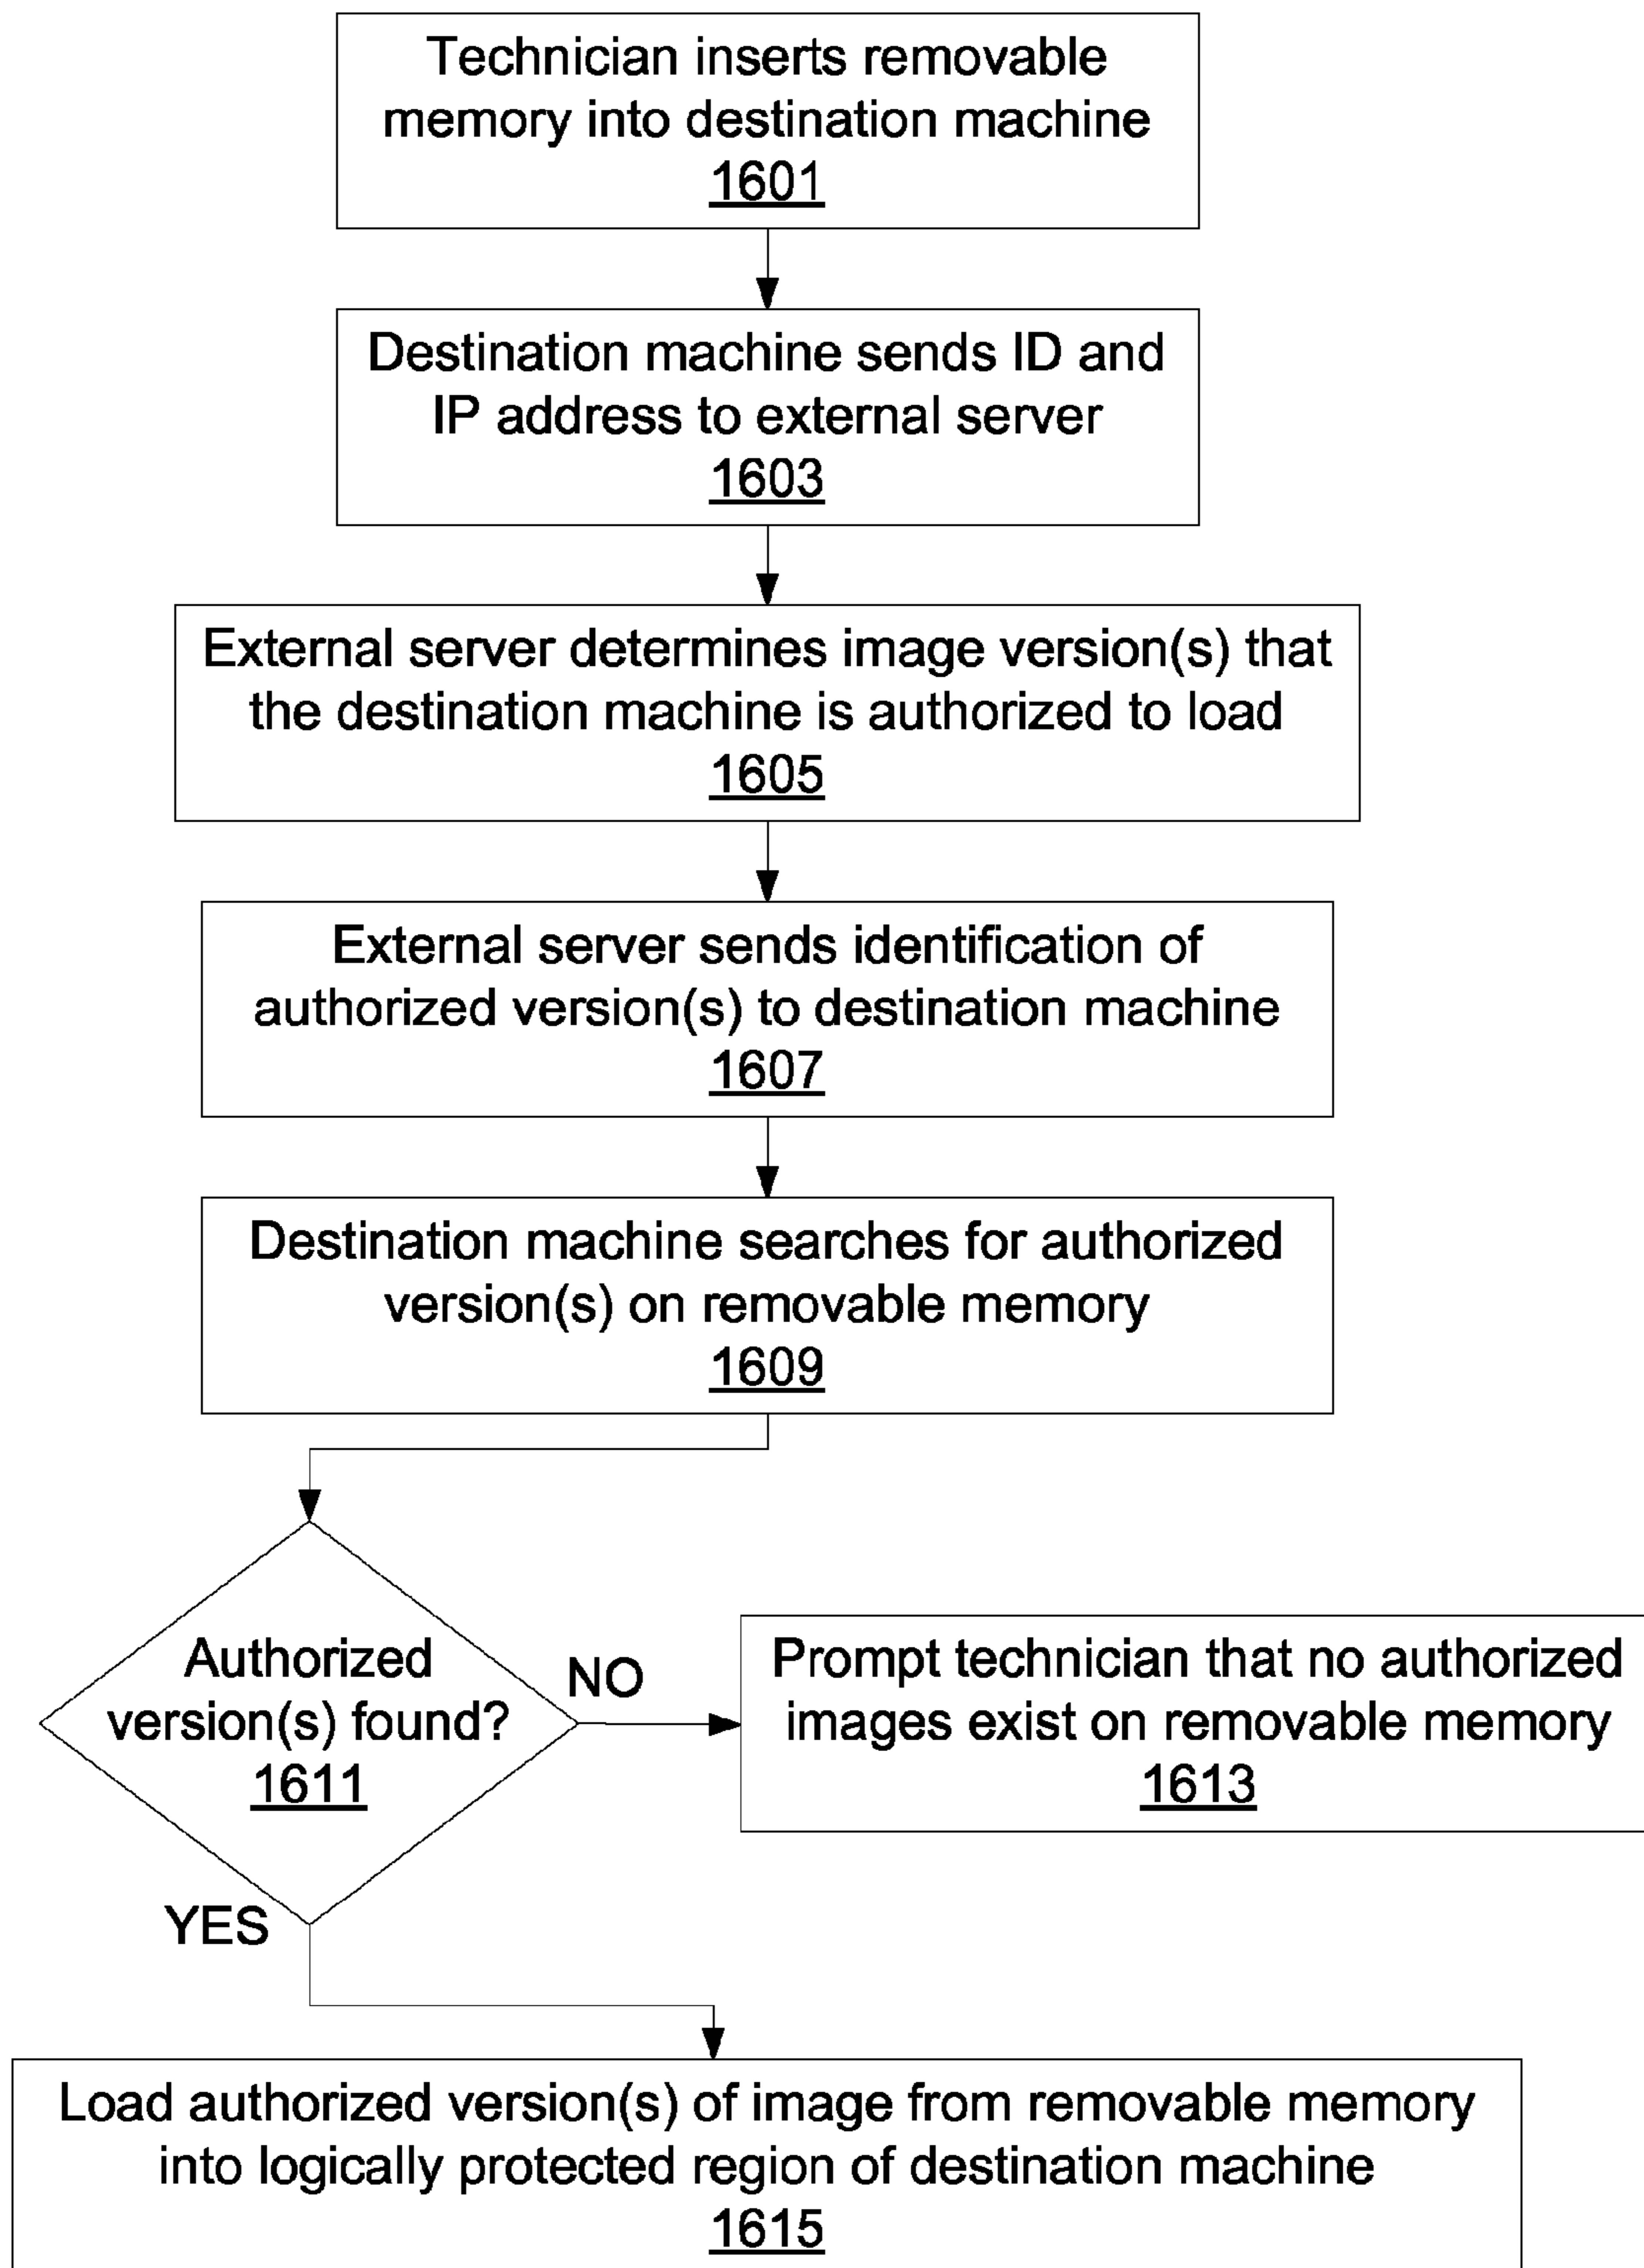 Technician inserts removable
memory into destination machine
1601
Destination machine sends ID and
IP address to external server
1603
External server determines image version(s) that
the destination machine is authorized to load
1605
External server sends identification of
authorized version(s) to destination machine
1607
Destination machine searches for authorized
version(s) on removable memory
1609
Authorized
version(s) found?
1611
NO
Prompt technician that no authorized
images exist on removable memory
1613
YES
Load authorized version(s) of image from removable memory
into logically protected region of destination machine
1615